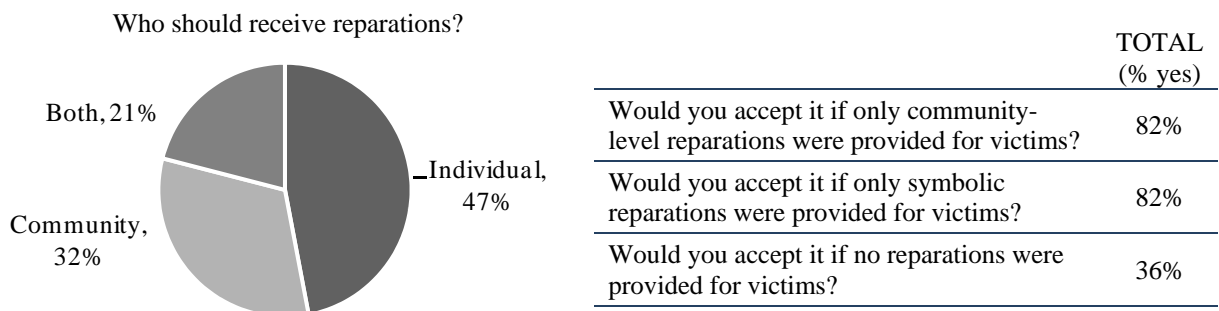 Who should receive reparations?
Both, 21%
Individual,
47%
Community,
32%
TOTAL
(% yes)
Would you accept it if only community-
level reparations were provided for victims?
82%
Would you accept it if only symbolic
reparations were provided for victims?
82%
Would you accept it if no reparations were
provided for victims?
36%